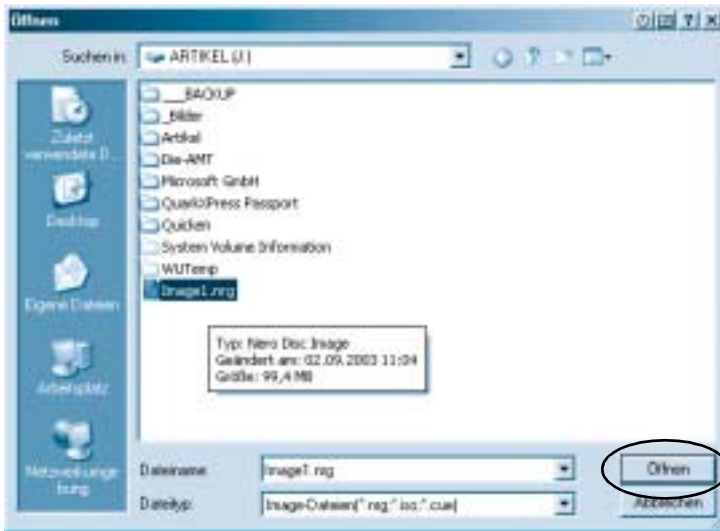 Öffnen
Suchen in: ARTIKEL (J:)
Zuletzt verwendete D...
Desktop
Eigene Dateien
Arbeitsplatz
Netzwerkumgebung
___BACKUP
_Bilder
Artikel
Die-AMT
Microsoft GmbH
QuarkXPress Passport
Quicken
System Volume Information
WUTemp
Image1.nrg
Typ: Nero Disc Image
Geändert am: 02.09.2003 11:04
Größe: 99,4 MB
Dateiname: Image1.nrg
Öffnen
Dateityp: Image-Dateien(*.nrg;*.iso;*.cue)
Abbrechen